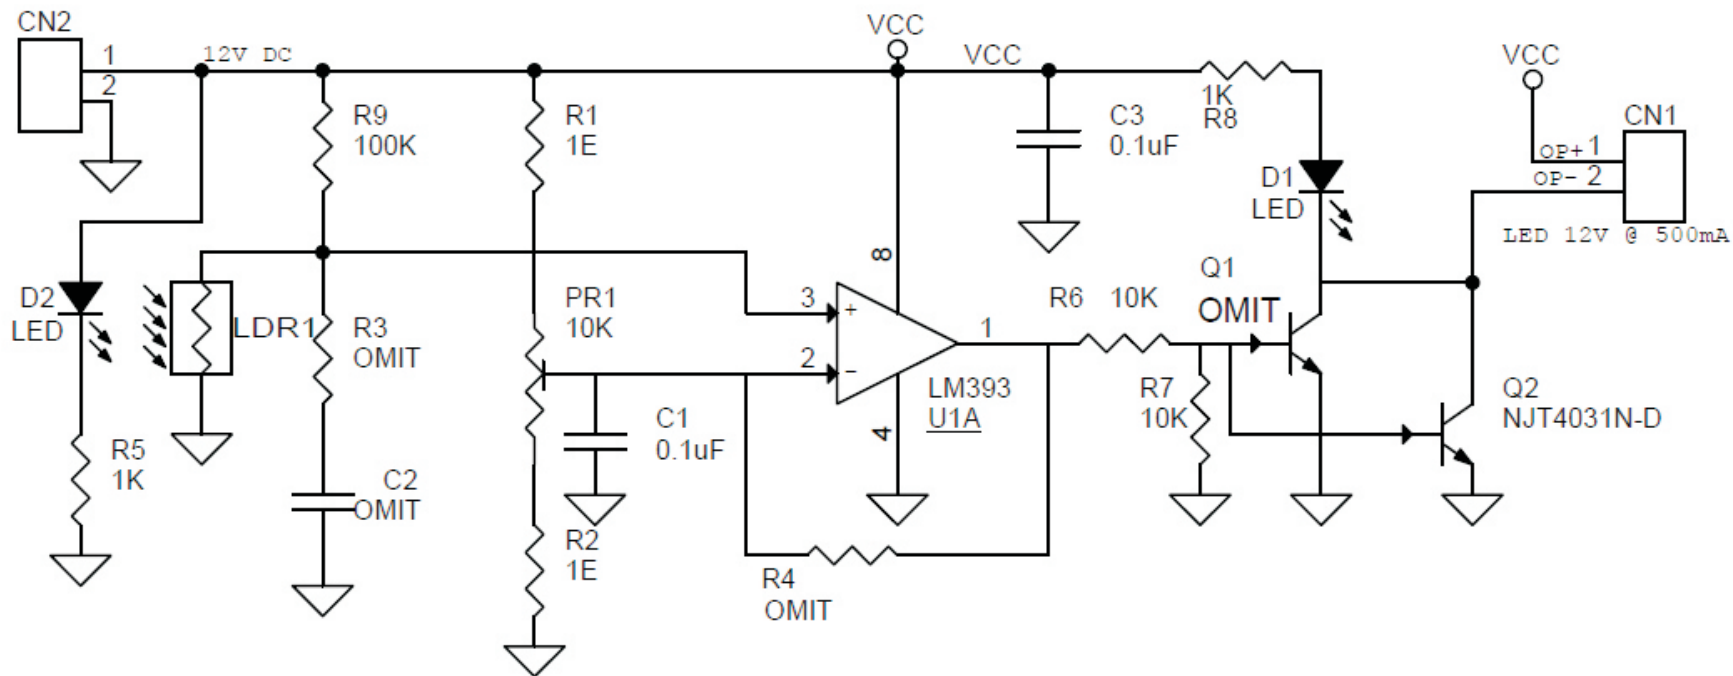 CN2
1
2
12V DC
R9
100K
R1
1E
VCC
VCC
C3
0.1uF
1K
R8
VCC
CN1
OP+ 1
OP- 2
LED 12V @ 500mA
D1
LED
D2
LED
LDR1
R3
OMIT
PR1
10K
3
+
2
-
8
4
1
LM393
U1A
R6 10K
Q1
OMIT
R7
10K
Q2
NJT4031N-D
R5
1K
C2
OMIT
C1
0.1uF
R2
1E
R4
OMIT